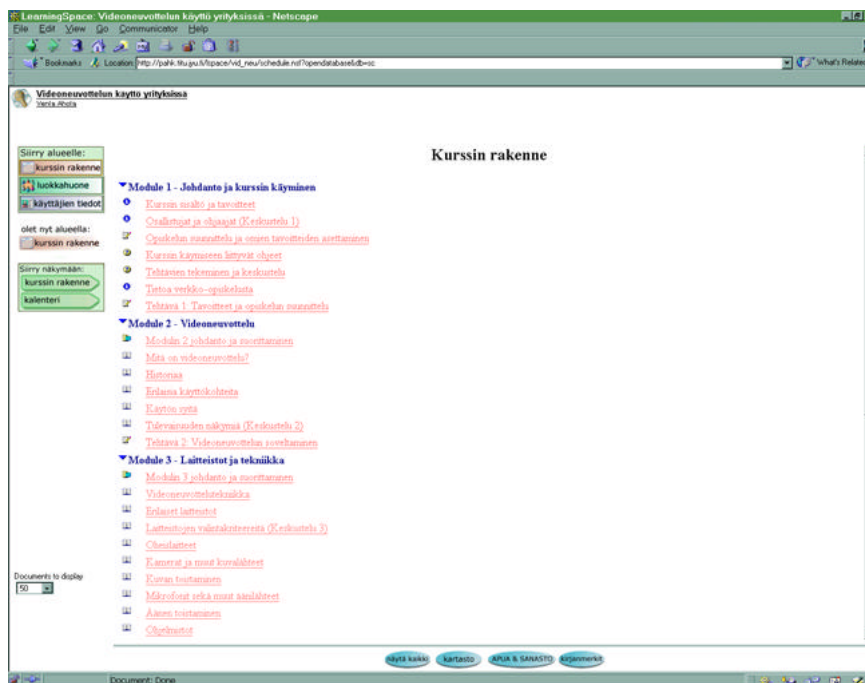 LearningSpace: Videoneuvottelun käyttö yrityksissä - Netscape
File Edit View Go Communicator Help
Bookmarks Location: http://pahk.titu.jyu.fi/lspace/vid_neu/schedule.nsf?opendatabase&db=sc What's Related
Videoneuvottelun käyttö yrityksissä
Siirry alueelle:
kurssin rakenne
luokkahuone
käyttäjien tiedot
olet nyt alueella:
kurssin rakenne
Siirry näkymään:
kurssin rakenne
kalenteri
Documents to display
50
Kurssin rakenne
Module 1 - Johdanto ja kurssin käyminen
Kurssin sisältö ja tavoitteet
Osallistujat ja ohjaajat (Keskustelu 1)
Opiskelun suunnittelu ja omien tavoitteiden asettaminen
Kurssin käymiseen liittyvät ohjeet
Tehtävien tekeminen ja keskustelu
Tietoa verkko-opiskelusta
Tehtävä 1: Tavoitteet ja opiskelun suunnittelu
Module 2 - Videoneuvottelu
Modulin 2 johdanto ja suorittaminen
Mitä on videoneuvottelu?
Historiaa
Erilaisia käyttökohteita
Käytön syitä
Tulevaisuuden näkymiä (Keskustelu 2)
Tehtävä 2: Videoneuvottelun soveltaminen
Module 3 - Laitteistot ja tekniikka
Modulin 3 johdanto ja suorittaminen
Videoneuvottelutekniikka
Erilaiset laitteistot
Laitteistojen valintakriteereitä (Keskustelu 3)
Oheislaitteet
Kamerat ja muut kuvalähteet
Kuvan toistaminen
Mikrofonit sekä muut äänilähteet
Äänen toistaminen
Ohjelmistot
näytä kaikki kartasto APUA & SANASTO kirjanmerkit
Document: Done